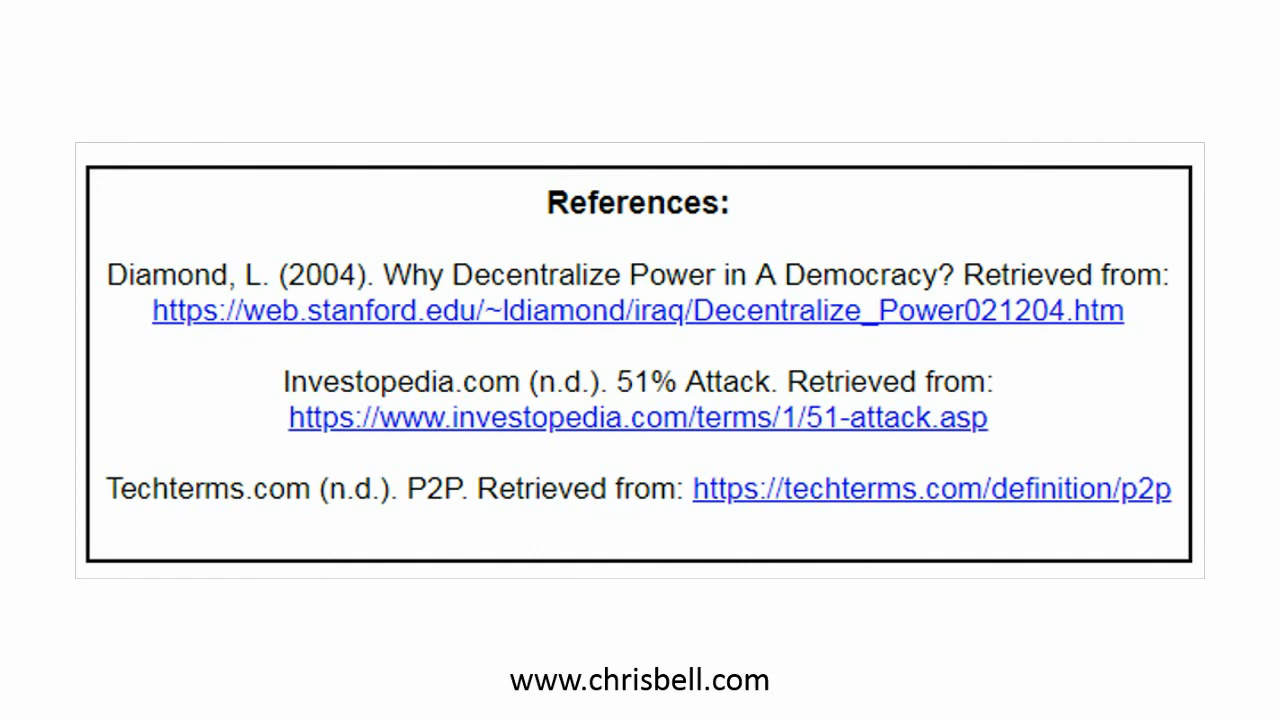 References:
Diamond, L. (2004). Why Decentralize Power in A Democracy? Retrieved from:
https://web.stanford.edu/~ldiamond/iraq/Decentralize_Power021204.htm
Investopedia.com (n.d.). 51% Attack. Retrieved from:
https://www.investopedia.com/terms/1/51-attack.asp
Techterms.com (n.d.). P2P. Retrieved from: https://techterms.com/definition/p2p
www.chrisbell.com